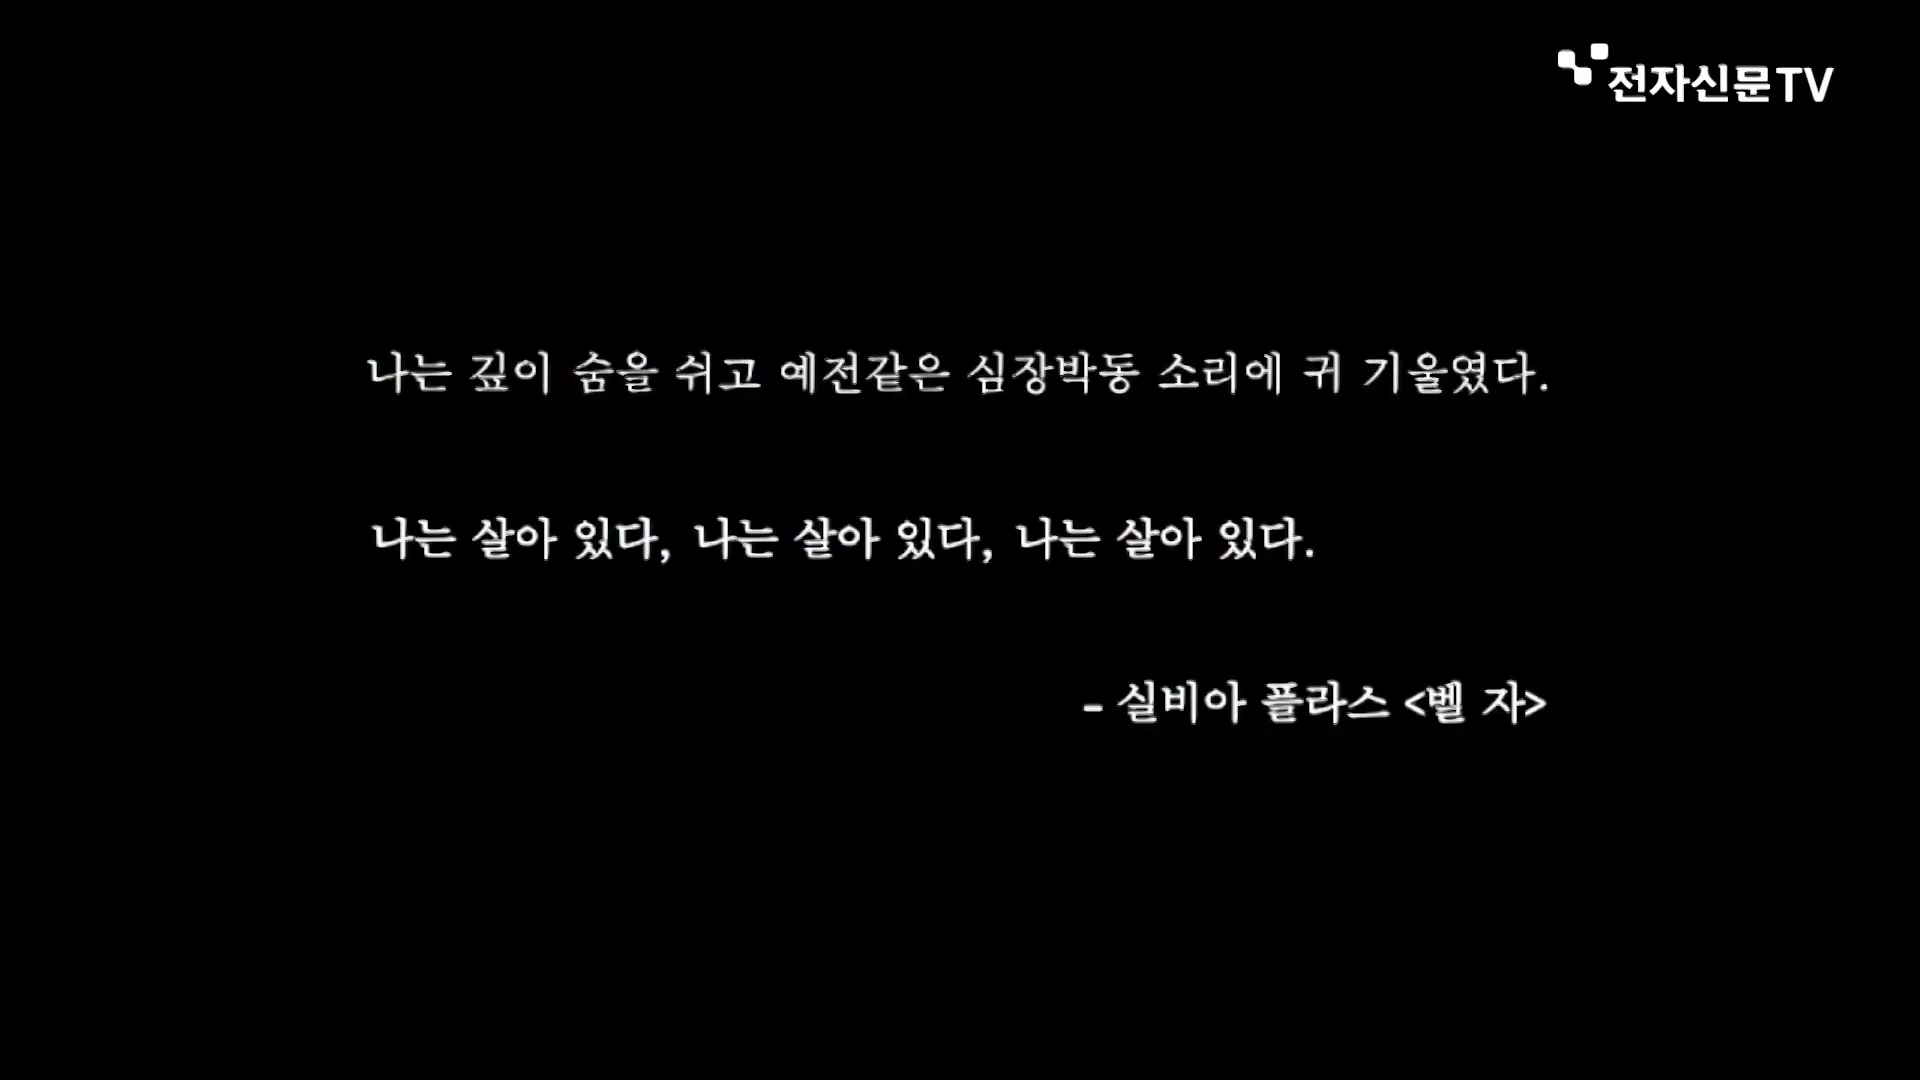 전자신문TV
나는 깊이 숨을 쉬고 예전같은 심장박동 소리에 귀 기울였다.
나는 살아 있다, 나는 살아 있다, 나는 살아 있다.
- 실비아 플라스 <벨 자>